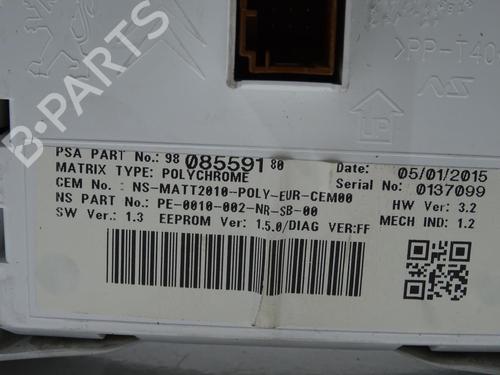 B-PARTS
>PP-T40
UP
PSA PART No.: 98 085591 80
MATRIX TYPE: POLYCHROME
CEM No. : NS-MATT2010-POLY-EUR-CEM00
NS PART No.: PE-0010-002-NR-SB-00
SW Ver.: 1.3 EEPROM Ver: 1.5.0/DIAG VER:FF
Date: 05/01/2015
Serial No: 0137099
HW Ver: 3.2
MECH IND: 1.2